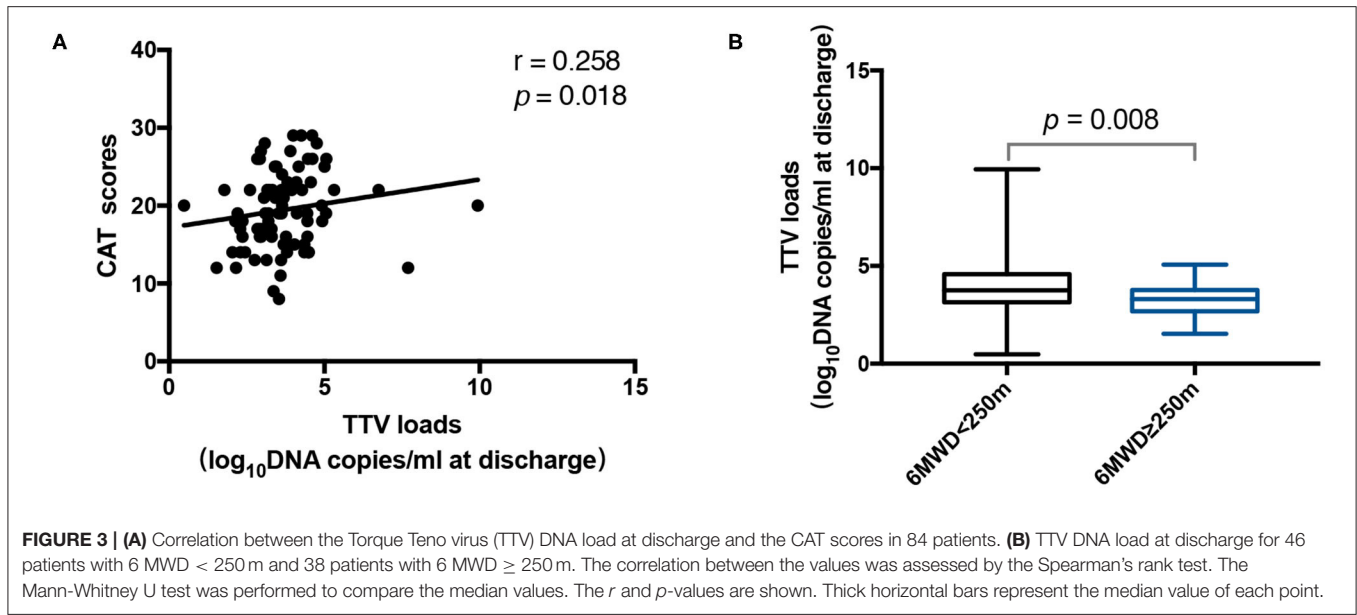 A
40
30
20
10
0
CAT scores
r = 0.258
p = 0.018
0 5 10 15
TTV loads
(log10DNA copies/ml at discharge)
B
15
10
5
0
TTV loads
(log10DNA copies/ml at discharge)
p = 0.008
6MWD<250m
6MWD≥250m
FIGURE 3 | (A) Correlation between the Torque Teno virus (TTV) DNA load at discharge and the CAT scores in 84 patients. (B) TTV DNA load at discharge for 46
patients with 6 MWD < 250 m and 38 patients with 6 MWD ≥ 250 m. The correlation between the values was assessed by the Spearman's rank test. The
Mann-Whitney U test was performed to compare the median values. The r and p-values are shown. Thick horizontal bars represent the median value of each point.